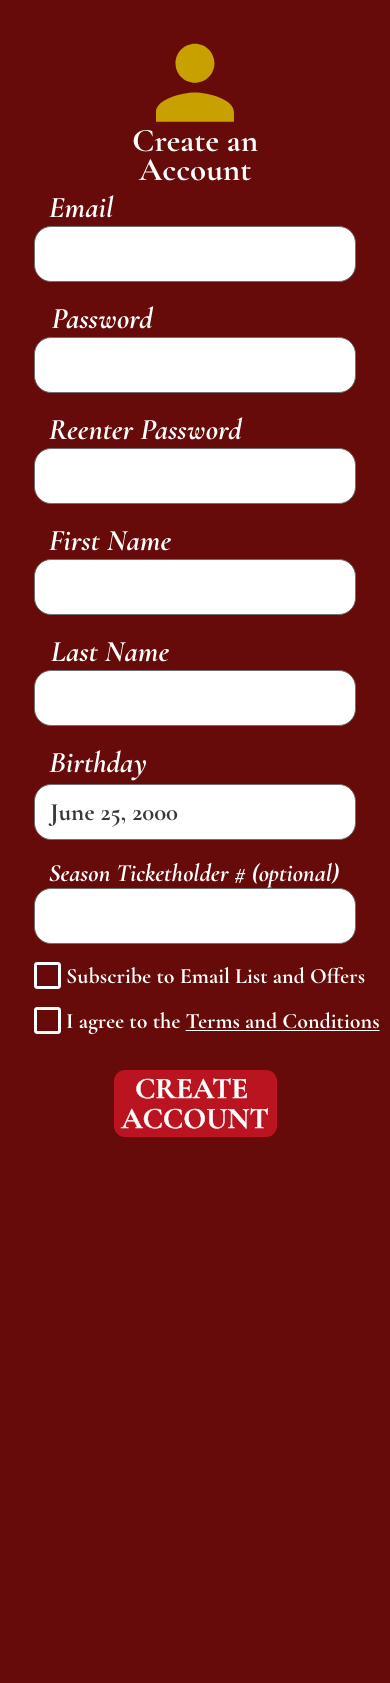 Create an
Account
Email
Password
Reenter Password
First Name
Last Name
Birthday
June 25, 2000
Season Ticketholder # (optional)
Subscribe to Email List and Offers
I agree to the Terms and Conditions
CREATE
ACCOUNT